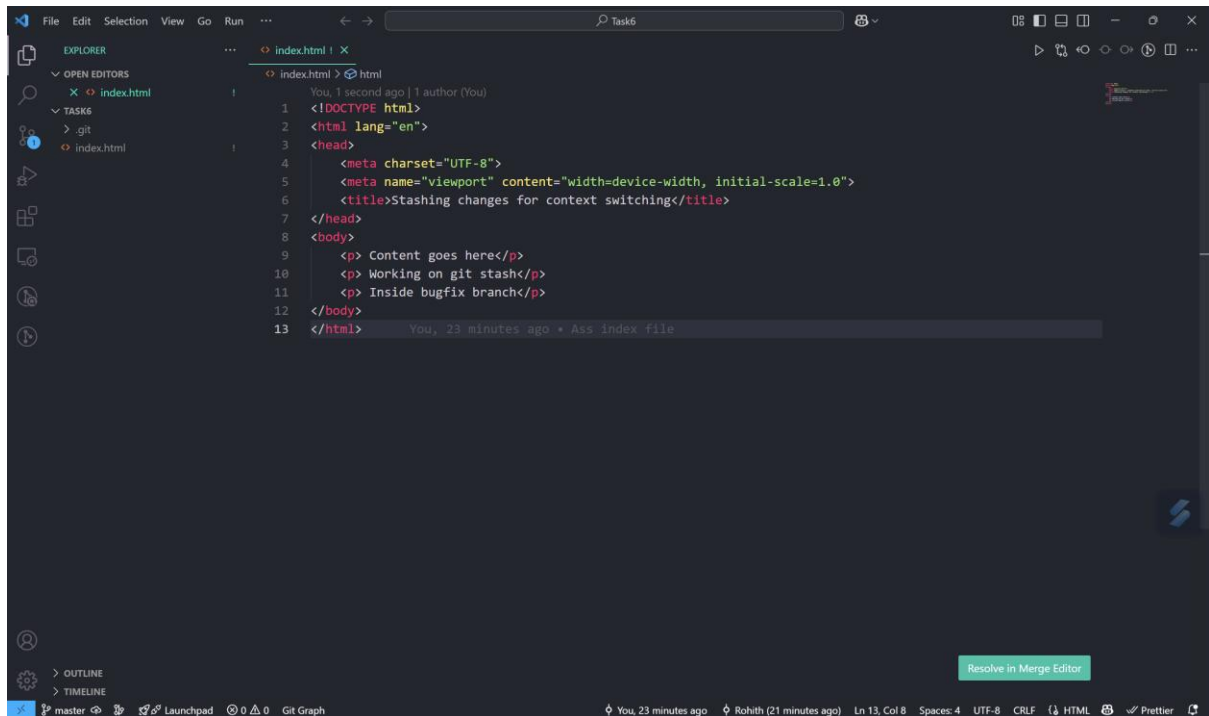 File Edit Selection View Go Run ··· Task6
EXPLORER ···
OPEN EDITORS
index.html !
TASK6
.git
index.html !
1
index.html !
index.html > html
You, 1 second ago | 1 author (You)
1 <!DOCTYPE html>
2 <html lang="en">
3 <head>
4 <meta charset="UTF-8">
5 <meta name="viewport" content="width=device-width, initial-scale=1.0">
6 <title>Stashing changes for context switching</title>
7 </head>
8 <body>
9 <p> Content goes here</p>
10 <p> Working on git stash</p>
11 <p> Inside bugfix branch</p>
12 </body>
13 </html> You, 23 minutes ago • Ass index file
Resolve in Merge Editor
OUTLINE
TIMELINE
master Launchpad 0 0 Git Graph You, 23 minutes ago Rohith (21 minutes ago) Ln 13, Col 8 Spaces: 4 UTF-8 CRLF HTML Prettier